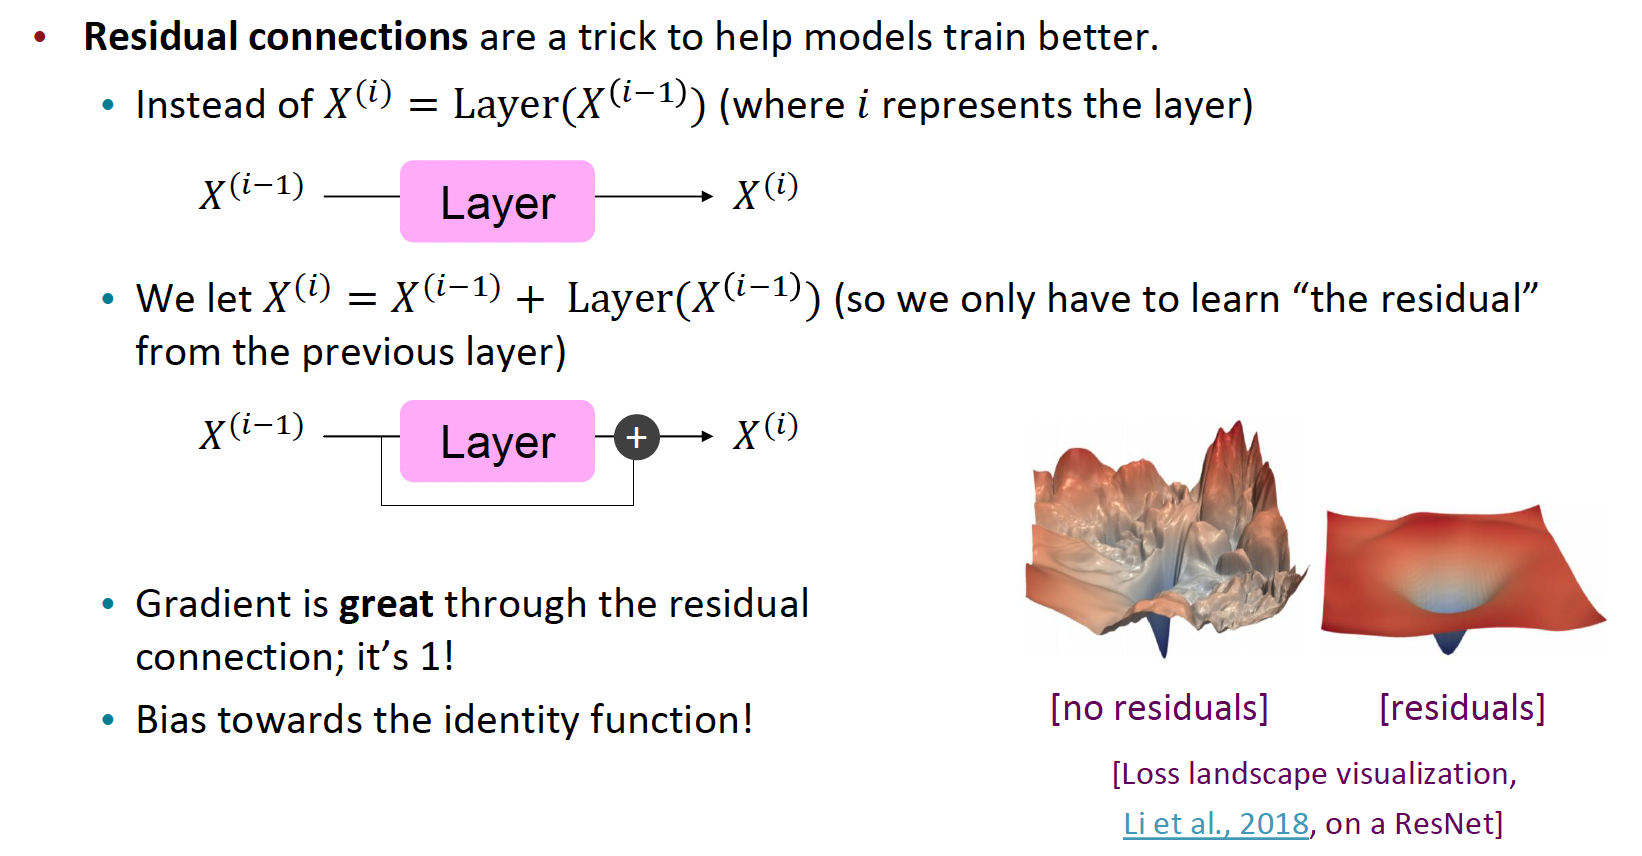 • Residual connections are a trick to help models train better.
• Instead of X^(i) = Layer(X^(i−1)) (where i represents the layer)
X^(i−1) Layer X^(i)
• We let X^(i) = X^(i−1) + Layer(X^(i−1)) (so we only have to learn “the residual”
from the previous layer)
X^(i−1) Layer + X^(i)
• Gradient is great through the residual
connection; it’s 1!
• Bias towards the identity function!
[no residuals] [residuals]
[Loss landscape visualization,
Li et al., 2018, on a ResNet]